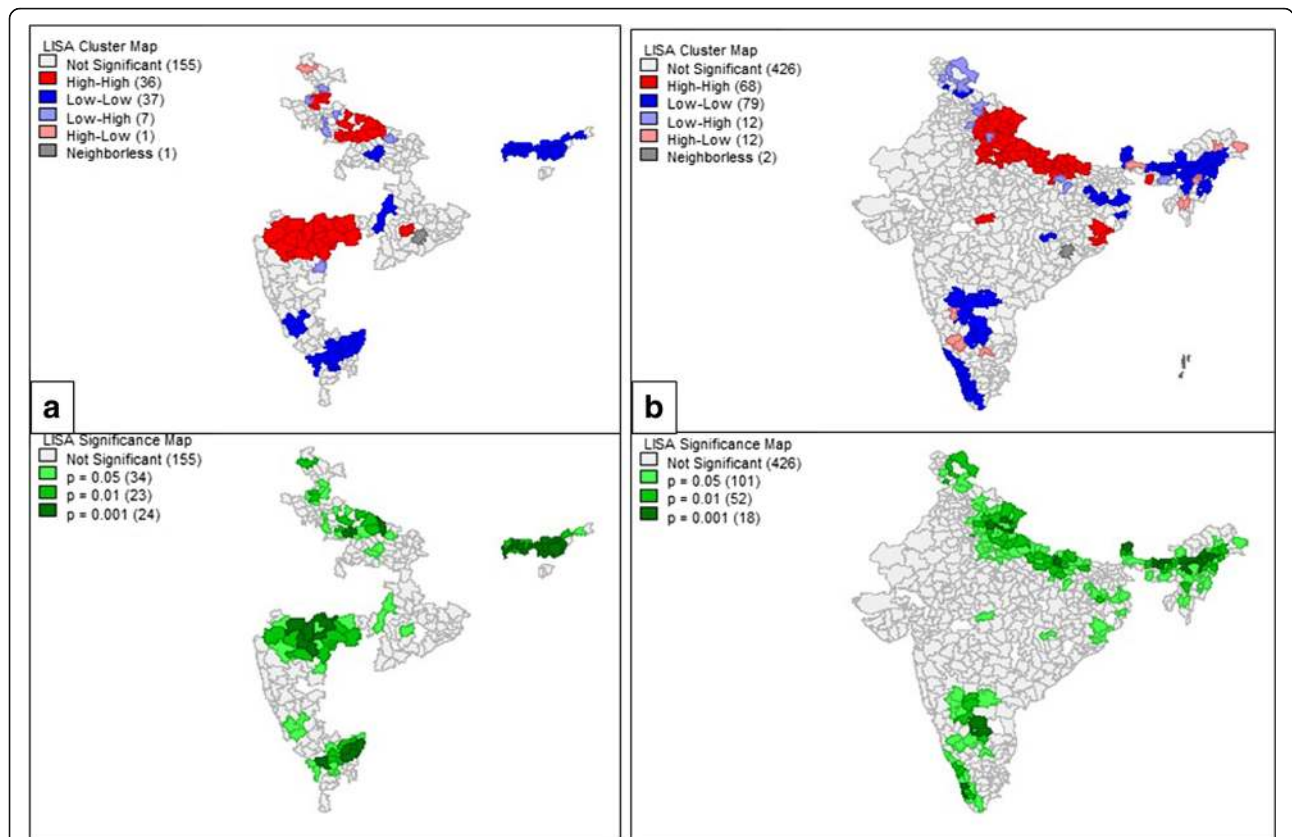 LISA Cluster Map
Not Significant (155)
High-High (36)
Low-Low (37)
Low-High (7)
High-Low (1)
Neighborless (1)
a
LISA Significance Map
Not Significant (155)
p = 0.05 (34)
p = 0.01 (23)
p = 0.001 (24)
LISA Cluster Map
Not Significant (426)
High-High (68)
Low-Low (79)
Low-High (12)
High-Low (12)
Neighborless (2)
b
LISA Significance Map
Not Significant (426)
p = 0.05 (101)
p = 0.01 (52)
p = 0.001 (18)